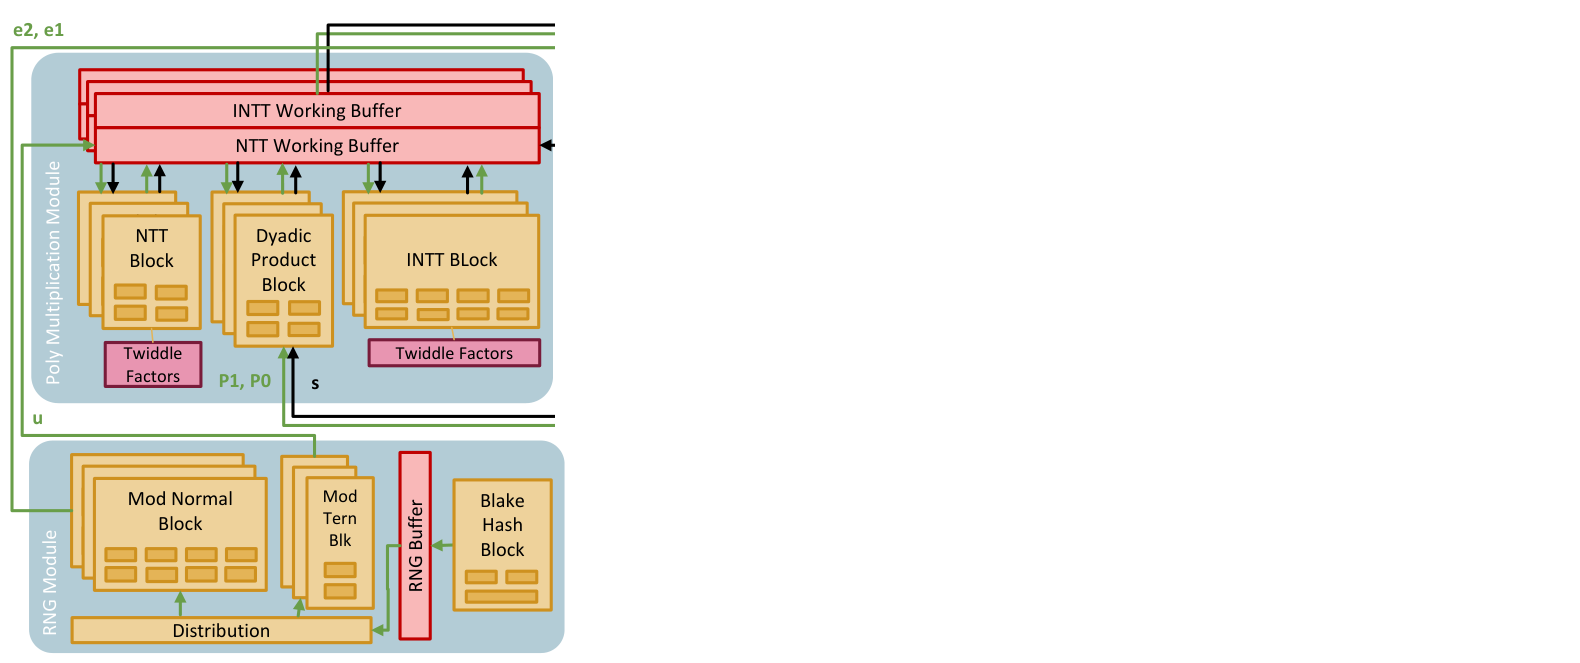 e2, e1
INTT Working Buffer
NTT Working Buffer
Poly Multiplication Module
NTT
Block
Dyadic
Product
Block
INTT BLock
Twiddle
Factors
Twiddle Factors
P1, P0
s
u
RNG Module
Mod Normal
Block
Mod
Tern
Blk
RNG Buffer
Blake
Hash
Block
Distribution